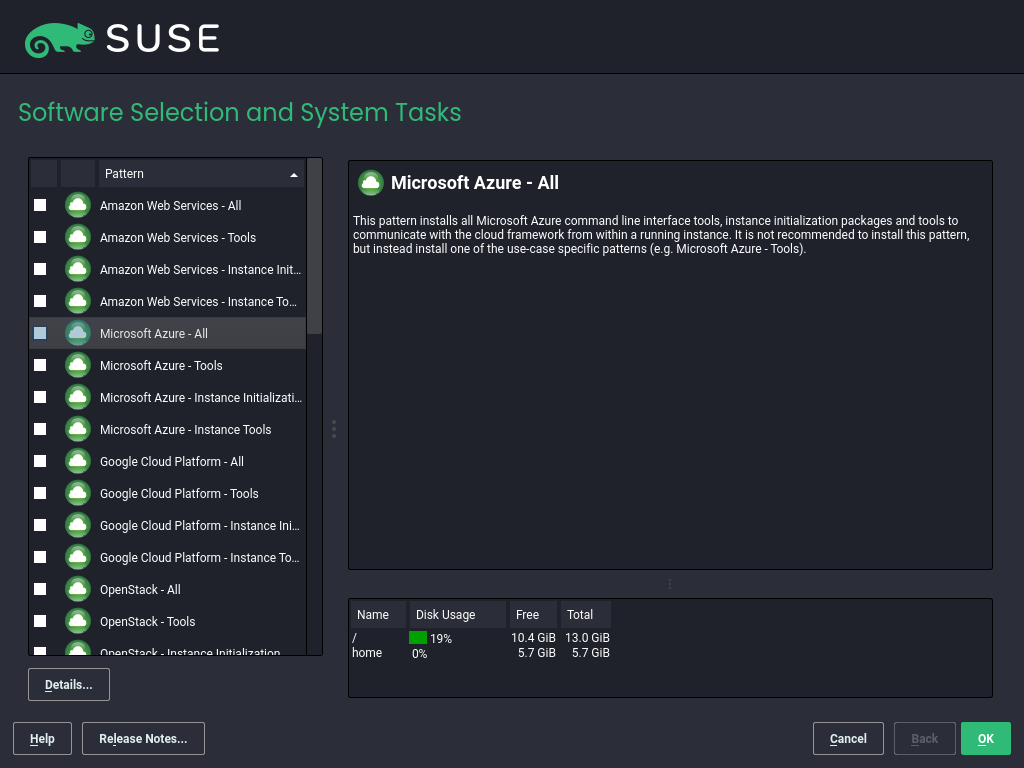 SUSE
Software Selection and System Tasks
Pattern
Amazon Web Services - All
Amazon Web Services - Tools
Amazon Web Services - Instance Init...
Amazon Web Services - Instance To...
Microsoft Azure - All
Microsoft Azure - Tools
Microsoft Azure - Instance Initializati...
Microsoft Azure - Instance Tools
Google Cloud Platform - All
Google Cloud Platform - Tools
Google Cloud Platform - Instance Ini...
Google Cloud Platform - Instance To...
OpenStack - All
OpenStack - Tools
OpenStack - Instance Initialization
Details...
Microsoft Azure - All
This pattern installs all Microsoft Azure command line interface tools, instance initialization packages and tools to
communicate with the cloud framework from within a running instance. It is not recommended to install this pattern,
but instead install one of the use-case specific patterns (e.g. Microsoft Azure - Tools).
Name Disk Usage Free Total
/ 19% 10.4 GiB 13.0 GiB
home 0% 5.7 GiB 5.7 GiB
Help Release Notes... Cancel Back OK